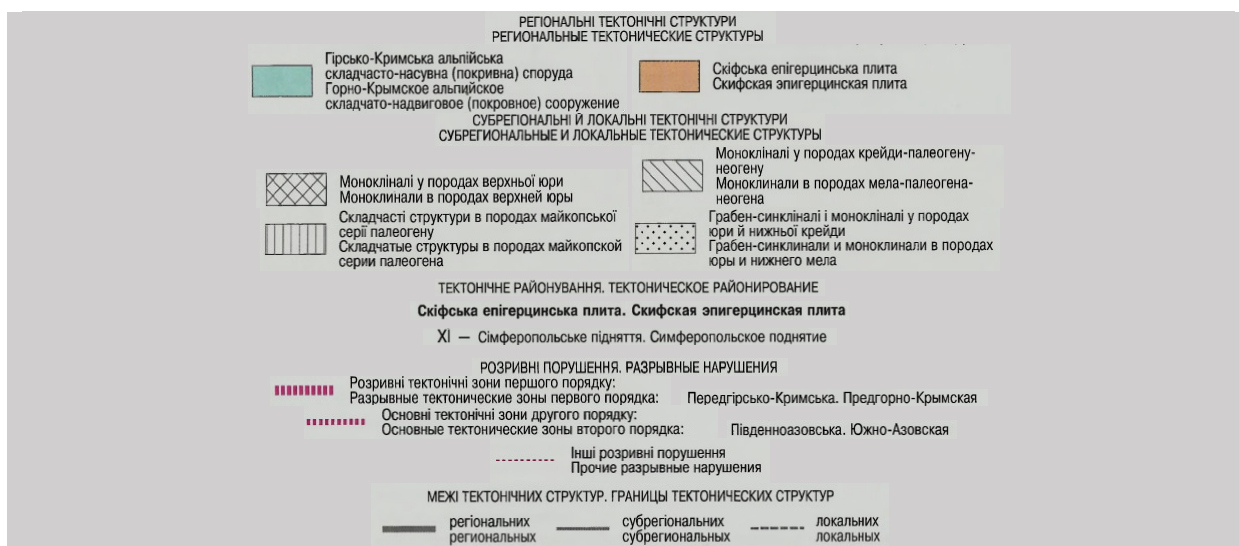 РЕГІОНАЛЬНІ ТЕКТОНІЧНІ СТРУКТУРИ
РЕГИОНАЛЬНЫЕ ТЕКТОНИЧЕСКИЕ СТРУКТУРЫ
Гірсько-Кримська альпійська
складчасто-насувна (покривна) споруда
Горно-Крымское альпийское
складчато-надвиговое (покровное) сооружение
Скіфська епігерцинська плита
Скифская эпигерцинская плита
СУБРЕГІОНАЛЬНІ Й ЛОКАЛЬНІ ТЕКТОНІЧНІ СТРУКТУРИ
СУБРЕГИОНАЛЬНЫЕ И ЛОКАЛЬНЫЕ ТЕКТОНИЧЕСКИЕ СТРУКТУРЫ
Монокліналі у породах верхньої юри
Моноклинали в породах верхней юры
Монокліналі у породах крейди-палеогену-
неогену
Моноклинали в породах мела-палеогена-
неогена
Складчасті структури в породах майкопської
серії палеогену
Складчатые структуры в породах майкопской
серии палеогена
Грабен-синкліналі і монокліналі у породах
юри й нижньої крейди
Грабен-синклинали и моноклинали в породах
юры и нижнего мела
ТЕКТОНІЧНЕ РАЙОНУВАННЯ. ТЕКТОНИЧЕСКОЕ РАЙОНИРОВАНИЕ
Скіфська епігерцинська плита. Скифская эпигерцинская плита
XI — Сімферопольське підняття. Симферопольское поднятие
РОЗРИВНІ ПОРУШЕННЯ. РАЗРЫВНЫЕ НАРУШЕНИЯ
Розривні тектонічні зони першого порядку:
Разрывные тектонические зоны первого порядка: Передгірсько-Кримська. Предгорно-Крымская
Основні тектонічні зони другого порядку:
Основные тектонические зоны второго порядка: Південноазовська. Южно-Азовская
Інші розривні порушення
Прочие разрывные нарушения
МЕЖІ ТЕКТОНІЧНИХ СТРУКТУР. ГРАНИЦЫ ТЕКТОНИЧЕСКИХ СТРУКТУР
регіональних
региональных
субрегіональних
субрегиональных
локальних
локальных